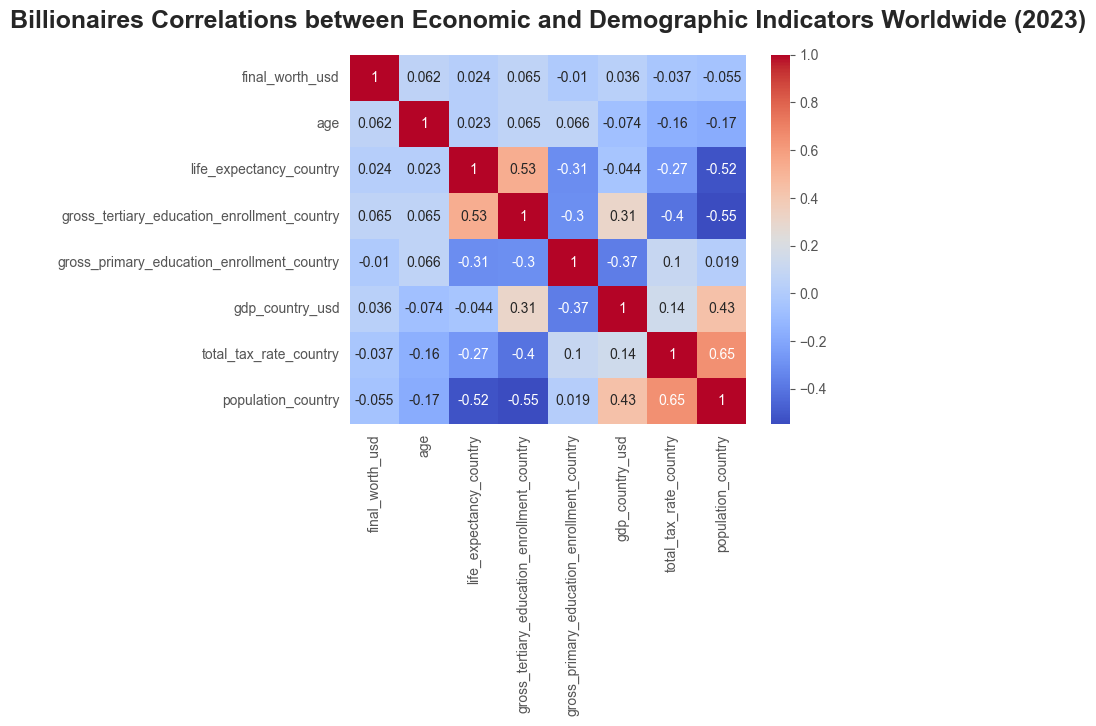 Billionaires Correlations between Economic and Demographic Indicators Worldwide (2023)
final_worth_usd 1 0.062 0.024 0.065 -0.01 0.036 -0.037 -0.055
age 0.062 1 0.023 0.065 0.066 -0.074 -0.16 -0.17
life_expectancy_country 0.024 0.023 1 0.53 -0.31 -0.044 -0.27 -0.52
gross_tertiary_education_enrollment_country 0.065 0.065 0.53 1 -0.3 0.31 -0.4 -0.55
gross_primary_education_enrollment_country -0.01 0.066 -0.31 -0.3 1 -0.37 0.1 0.019
gdp_country_usd 0.036 -0.074 -0.044 0.31 -0.37 1 0.14 0.43
total_tax_rate_country -0.037 -0.16 -0.27 -0.4 0.1 0.14 1 0.65
population_country -0.055 -0.17 -0.52 -0.55 0.019 0.43 0.65 1
final_worth_usd
age
life_expectancy_country
gross_tertiary_education_enrollment_country
gross_primary_education_enrollment_country
gdp_country_usd
total_tax_rate_country
population_country
1.0
0.8
0.6
0.4
0.2
0.0
−0.2
−0.4